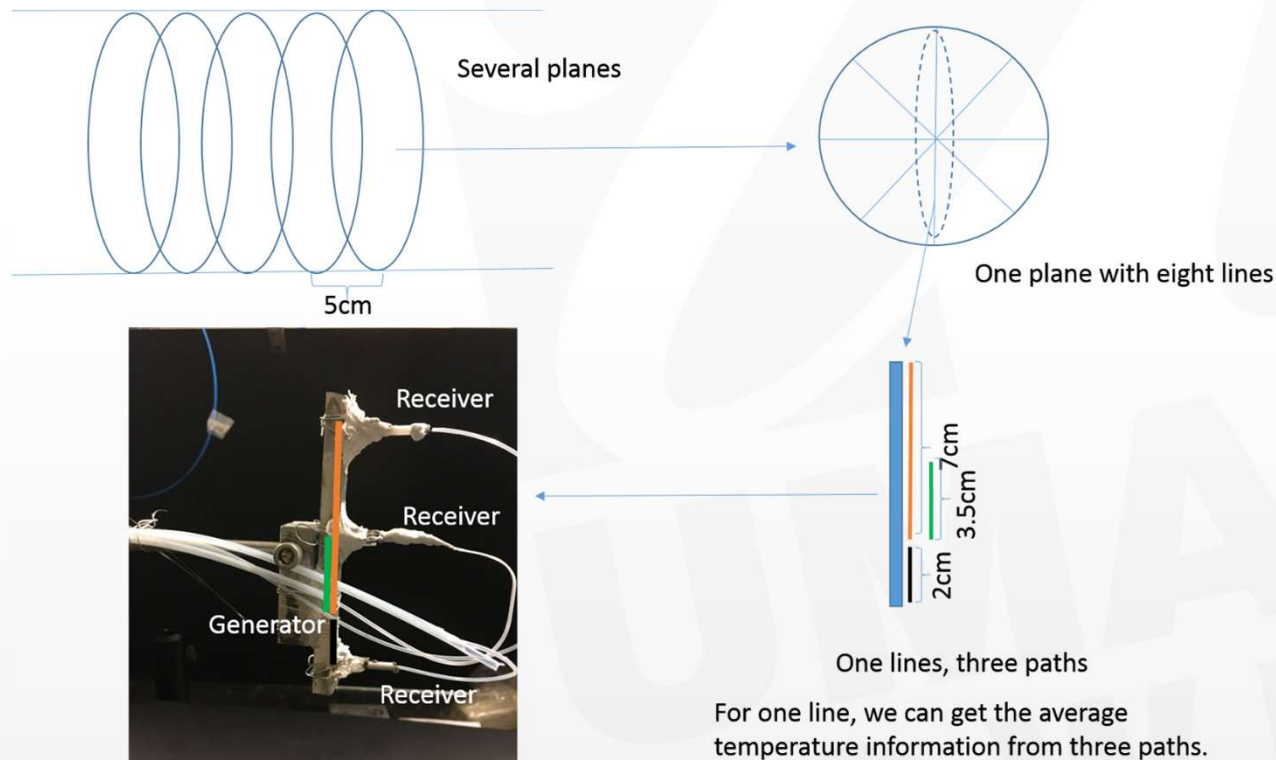 Several planes
5cm
One plane with eight lines
Receiver
Receiver
Generator
Receiver
7cm
3.5cm
2cm
One lines, three paths
For one line, we can get the average
temperature information from three paths.